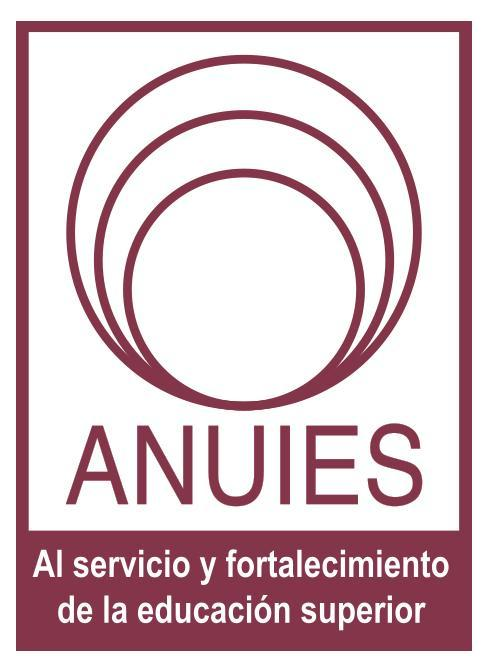 ANUIES
Al servicio y fortalecimiento
de la educación superior